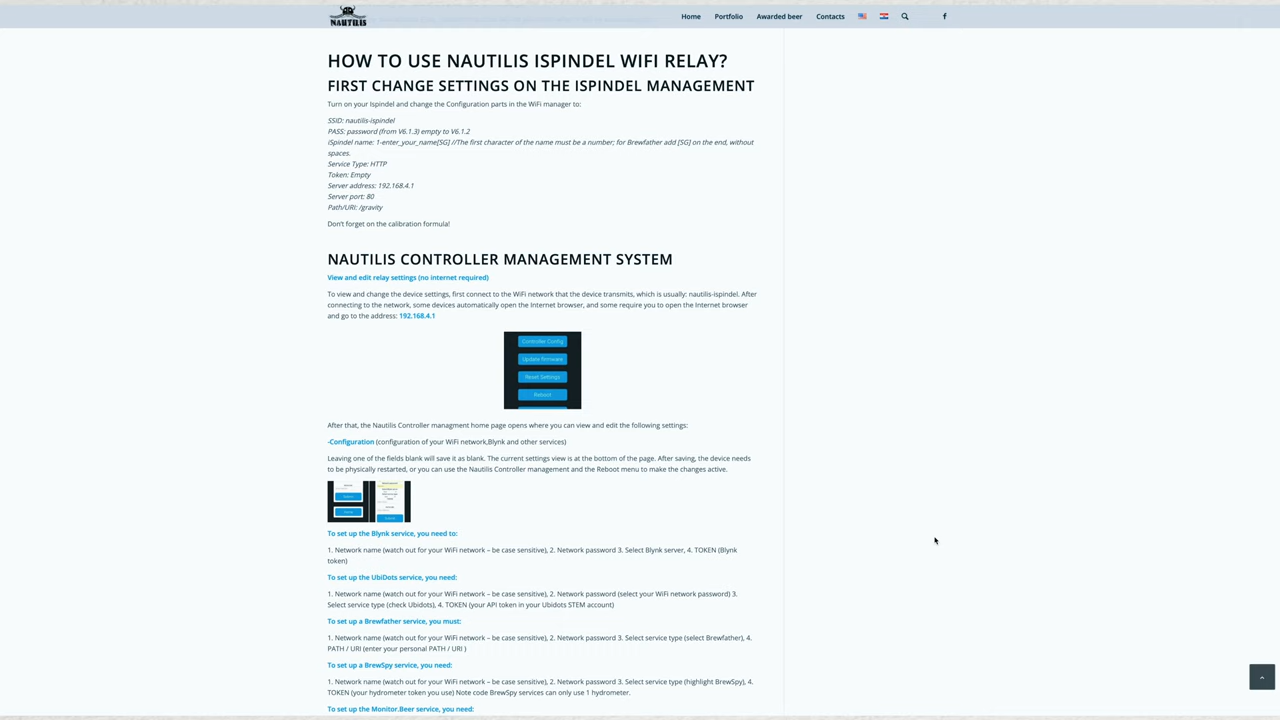 NAUTILIS
Home
Portfolio
Awarded beer
Contacts
HOW TO USE NAUTILIS ISPINDEL WIFI RELAY?
FIRST CHANGE SETTINGS ON THE ISPINDEL MANAGEMENT
Turn on your Ispindel and change the Configuration parts in the WiFi manager to:
SSID: nautilis-ispindel
PASS: password (from V6.1.3) empty to V6.1.2
iSpindel name: 1-enter_your_name[SG] //The first character of the name must be a number; for Brewfather add [SG] on the end, without
spaces.
Service Type: HTTP
Token: Empty
Server address: 192.168.4.1
Server port: 80
Path/URI: /gravity
Don't forget on the calibration formula!
NAUTILIS CONTROLLER MANAGEMENT SYSTEM
View and edit relay settings (no internet required)
To view and change the device settings, first connect to the WiFi network that the device transmits, which is usually: nautilis-ispindel. After
connecting to the network, some devices automatically open the Internet browser, and some require you to open the Internet browser
and go to the address: 192.168.4.1
Controller Config
Update firmware
Reset Settings
Reboot
After that, the Nautilis Controller managment home page opens where you can view and edit the following settings:
-Configuration (configuration of your WiFi network,Blynk and other services)
Leaving one of the fields blank will save it as blank. The current settings view is at the bottom of the page. After saving, the device needs
to be physically restarted, or you can use the Nautilis Controller management and the Reboot menu to make the changes active.
To set up the Blynk service, you need to:
1. Network name (watch out for your WiFi network – be case sensitive), 2. Network password 3. Select Blynk server, 4. TOKEN (Blynk
token)
To set up the UbiDots service, you need:
1. Network name (watch out for your WiFi network – be case sensitive), 2. Network password (select your WiFi network password) 3.
Select service type (check Ubidots), 4. TOKEN (your API token in your Ubidots STEM account)
To set up a Brewfather service, you must:
1. Network name (watch out for your WiFi network – be case sensitive), 2. Network password 3. Select service type (select Brewfather), 4.
PATH / URI (enter your personal PATH / URI )
To set up a BrewSpy service, you need:
1. Network name (watch out for your WiFi network – be case sensitive), 2. Network password 3. Select service type (highlight BrewSpy), 4.
TOKEN (your hydrometer token you use) Note code BrewSpy services can only use 1 hydrometer.
To set up the Monitor.Beer service, you need: